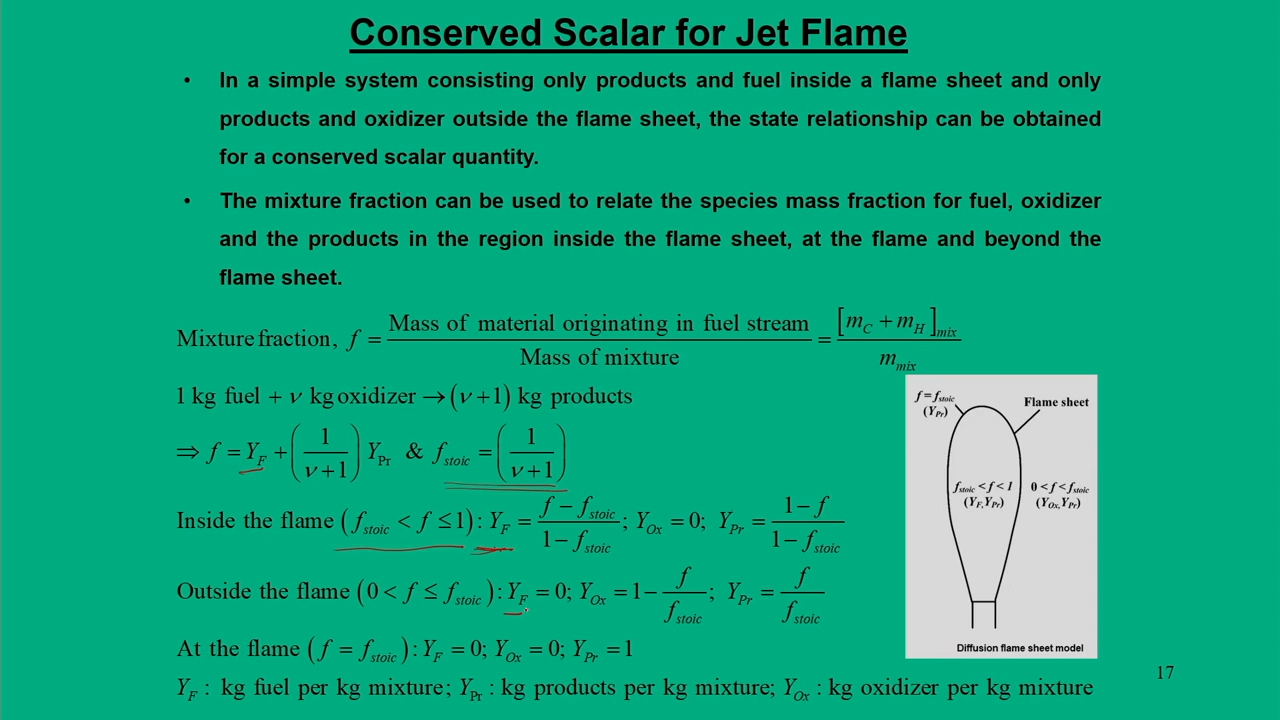 Conserved Scalar for Jet Flame
• In a simple system consisting only products and fuel inside a flame sheet and only
products and oxidizer outside the flame sheet, the state relationship can be obtained
for a conserved scalar quantity.
• The mixture fraction can be used to relate the species mass fraction for fuel, oxidizer
and the products in the region inside the flame sheet, at the flame and beyond the
flame sheet.
Mixture fraction, f = Mass of material originating in fuel stream / Mass of mixture = [m_C + m_H]_mix / m_mix
1 kg fuel + ν kg oxidizer → (ν + 1) kg products
⇒ f = Y_F + (1 / (ν + 1)) Y_Pr & f_stoic = (1 / (ν + 1))
Inside the flame (f_stoic < f ≤ 1) : Y_F = (f − f_stoic) / (1 − f_stoic) ; Y_Ox = 0; Y_Pr = (1 − f) / (1 − f_stoic)
Outside the flame (0 < f ≤ f_stoic) : Y_F = 0; Y_Ox = 1 − f / f_stoic ; Y_Pr = f / f_stoic
At the flame (f = f_stoic) : Y_F = 0; Y_Ox = 0; Y_Pr = 1
Y_F : kg fuel per kg mixture; Y_Pr : kg products per kg mixture; Y_Ox : kg oxidizer per kg mixture
f = f_stoic
(Y_Pr)
Flame sheet
f_stoic < f < 1
(Y_F, Y_Pr)
0 < f < f_stoic
(Y_Ox, Y_Pr)
Diffusion flame sheet model
17